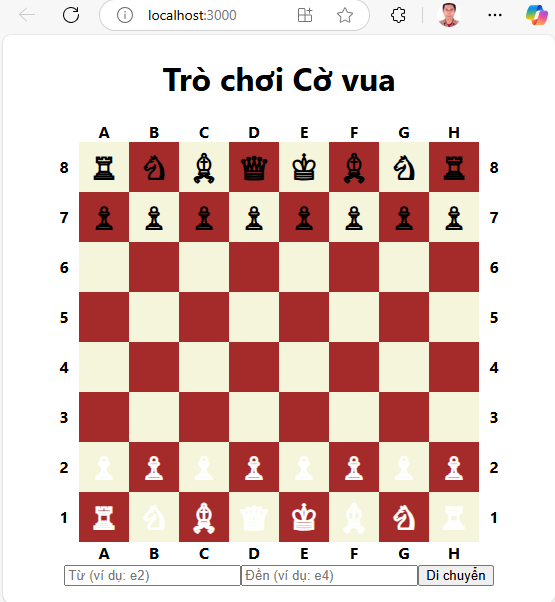 localhost:3000
Trò chơi Cờ vua
A B C D E F G H
8 8
7 7
6 6
5 5
4 4
3 3
2 2
1 1
A B C D E F G H
Từ (ví dụ: e2) Đến (ví dụ: e4) Di chuyển